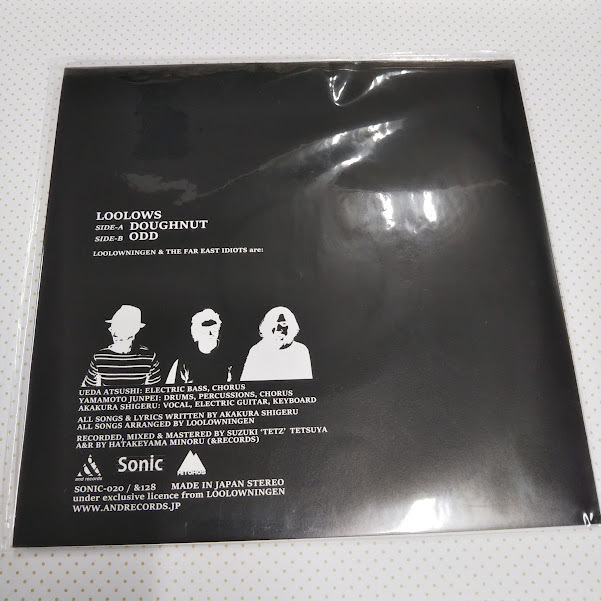 LOOLOWS
SIDE-A DOUGHNUT
SIDE-B ODD
LOOLOWNINGEN & THE FAR EAST IDIOTS are:
UEDA ATSUSHI: ELECTRIC BASS, CHORUS
YAMAMOTO JUNPEI: DRUMS, PERCUSSIONS, CHORUS
AKAKURA SHIGERU: VOCAL, ELECTRIC GUITAR, KEYBOARD
ALL SONGS & LYRICS WRITTEN BY AKAKURA SHIGERU
ALL SONGS ARRANGED BY LOOLOWNINGEN
RECORDED, MIXED & MASTERED BY SUZUKI 'TETZ' TETSUYA
A&R BY HATAKEYAMA MINORU (&RECORDS)
and records
Sonic
SONIC-020 / &128 MADE IN JAPAN STEREO
under exclusive licence from LOOLOWNINGEN
WWW.ANDRECORDS.JP